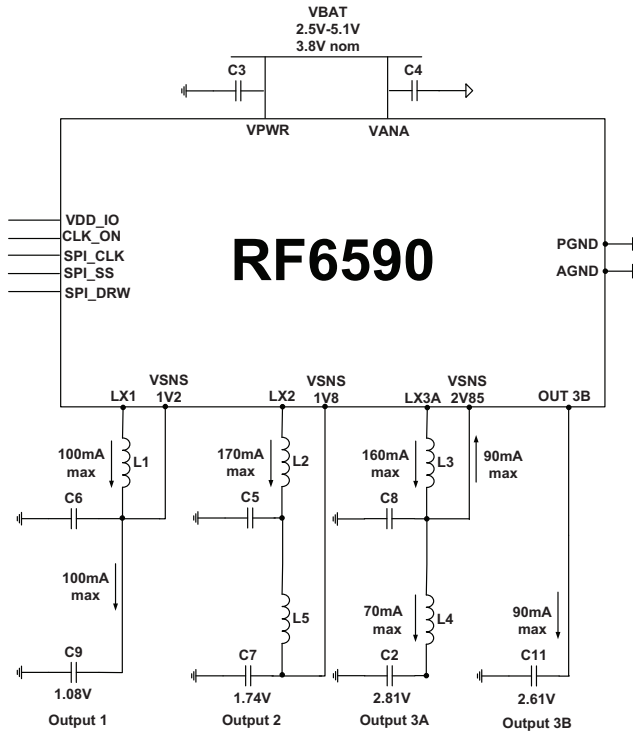 VBAT
2.5V-5.1V
3.8V nom
C3
C4
VPWR
VANA
VDD_IO
CLK_ON
SPI_CLK
SPI_SS
SPI_DRW
RF6590
PGND
AGND
LX1
VSNS
1V2
LX2
VSNS
1V8
LX3A
VSNS
2V85
OUT 3B
100mA
max
L1
170mA
max
L2
160mA
max
L3
90mA
max
C6
C5
C8
100mA
max
L5
70mA
max
L4
90mA
max
C9
1.08V
C7
1.74V
C2
2.81V
C11
2.61V
Output 1
Output 2
Output 3A
Output 3B